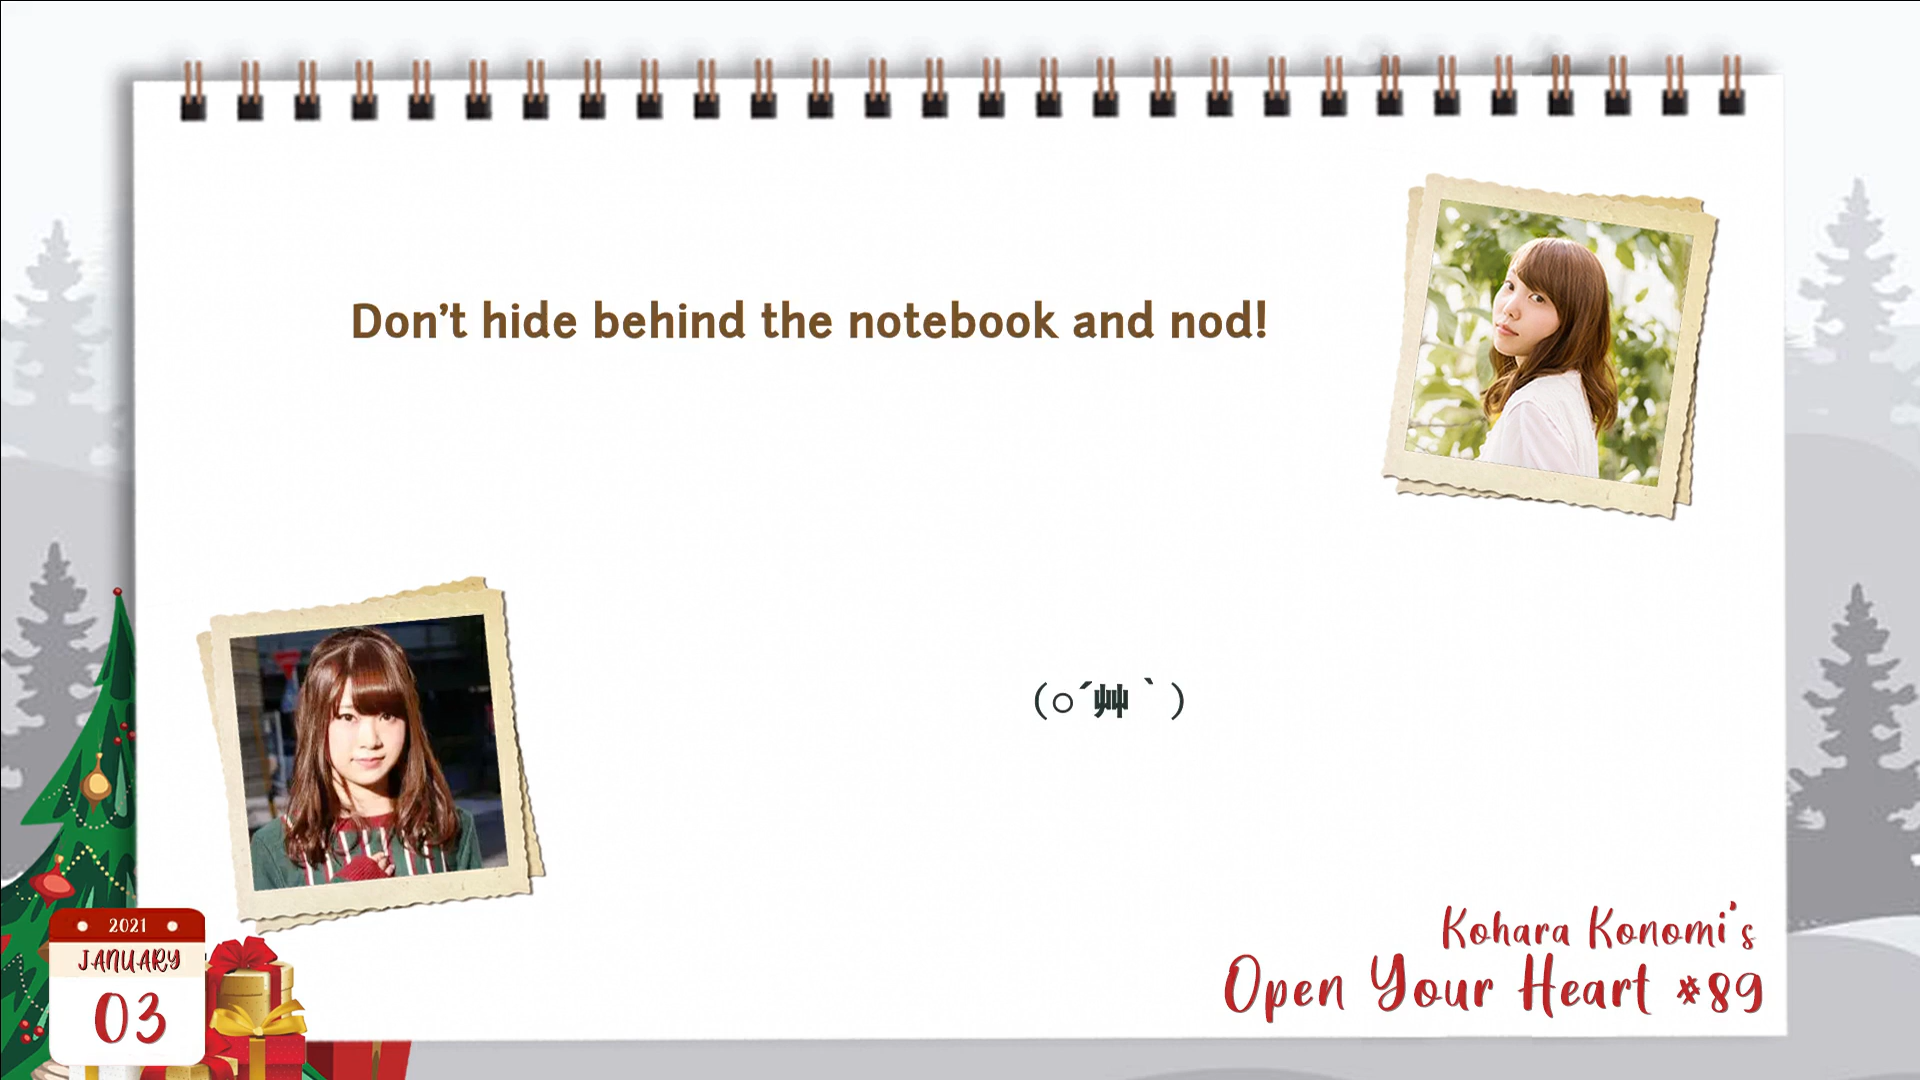 Don't hide behind the notebook and nod!
(○´艸｀)
Kohara Konomi's
Open Your Heart #89
2021
JANUARY
03